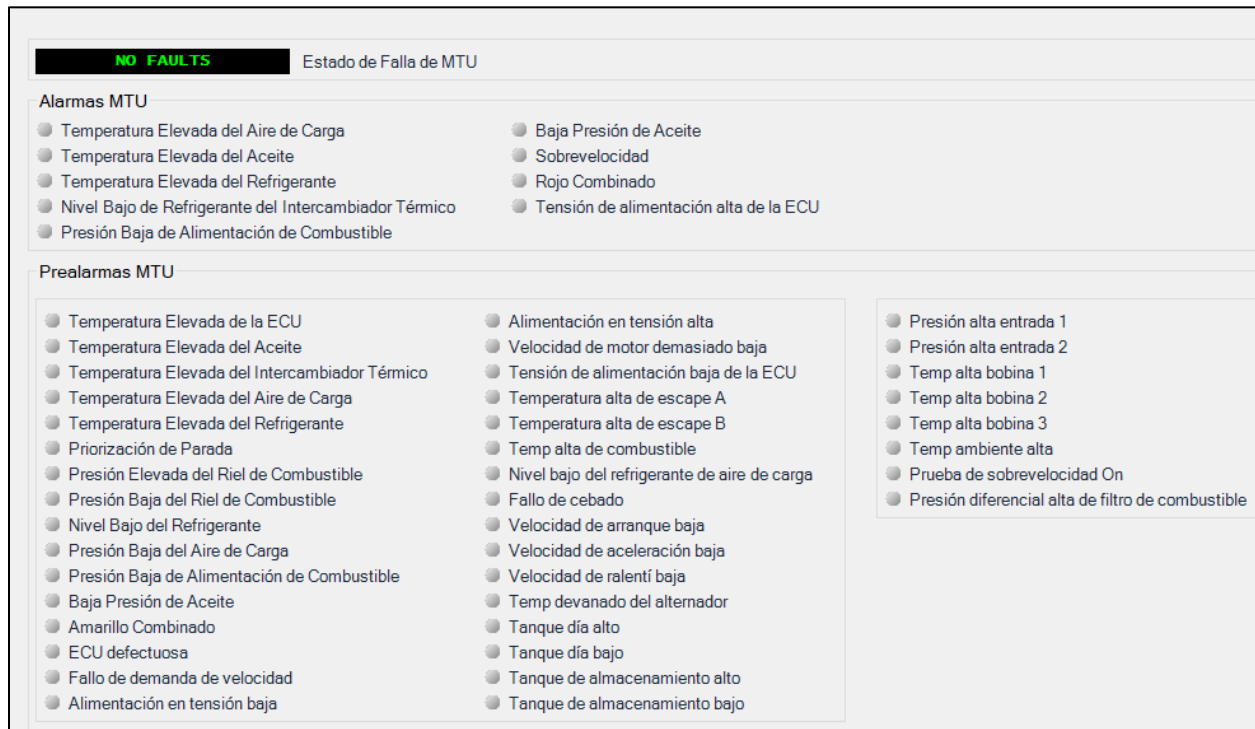 NO FAULTS Estado de Falla de MTU
Alarmas MTU
Temperatura Elevada del Aire de Carga
Temperatura Elevada del Aceite
Temperatura Elevada del Refrigerante
Nivel Bajo de Refrigerante del Intercambiador Térmico
Presión Baja de Alimentación de Combustible
Baja Presión de Aceite
Sobrevelocidad
Rojo Combinado
Tensión de alimentación alta de la ECU
Prealarmas MTU
Temperatura Elevada de la ECU
Temperatura Elevada del Aceite
Temperatura Elevada del Intercambiador Térmico
Temperatura Elevada del Aire de Carga
Temperatura Elevada del Refrigerante
Priorización de Parada
Presión Elevada del Riel de Combustible
Presión Baja del Riel de Combustible
Nivel Bajo del Refrigerante
Presión Baja del Aire de Carga
Presión Baja de Alimentación de Combustible
Baja Presión de Aceite
Amarillo Combinado
ECU defectuosa
Fallo de demanda de velocidad
Alimentación en tensión baja
Alimentación en tensión alta
Velocidad de motor demasiado baja
Tensión de alimentación baja de la ECU
Temperatura alta de escape A
Temperatura alta de escape B
Temp alta de combustible
Nivel bajo del refrigerante de aire de carga
Fallo de cebado
Velocidad de arranque baja
Velocidad de aceleración baja
Velocidad de ralentí baja
Temp devanado del alternador
Tanque día alto
Tanque día bajo
Tanque de almacenamiento alto
Tanque de almacenamiento bajo
Presión alta entrada 1
Presión alta entrada 2
Temp alta bobina 1
Temp alta bobina 2
Temp alta bobina 3
Temp ambiente alta
Prueba de sobrevelocidad On
Presión diferencial alta de filtro de combustible